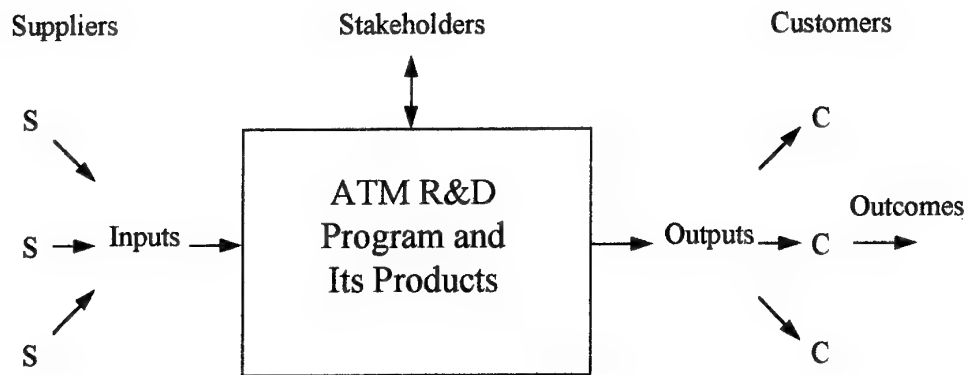 Suppliers
Stakeholders
Customers
S
C
ATM R&D
Program and
Its Products
Outcomes
S
Inputs
Outputs
C
S
C